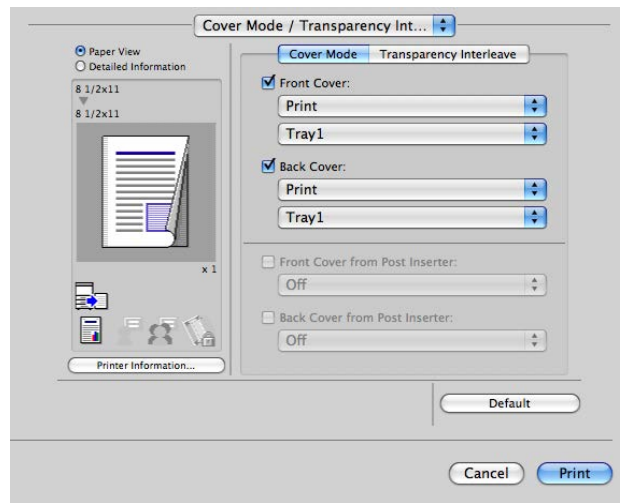 Cover Mode / Transparency Int...
Paper View
Detailed Information
8 1/2x11
8 1/2x11
x 1
Printer Information...
Cover Mode
Transparency Interleave
Front Cover:
Print
Tray1
Back Cover:
Print
Tray1
Front Cover from Post Inserter:
Off
Back Cover from Post Inserter:
Off
Default
Cancel
Print